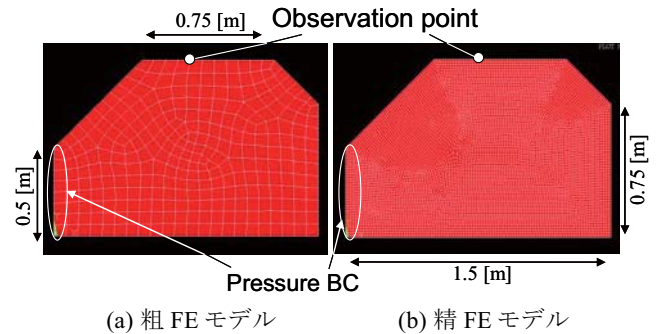 0.75 [m]
Observation point
0.5 [m]
0.75 [m]
Pressure BC
1.5 [m]
(a) 粗 FE モデル
(b) 精 FE モデル